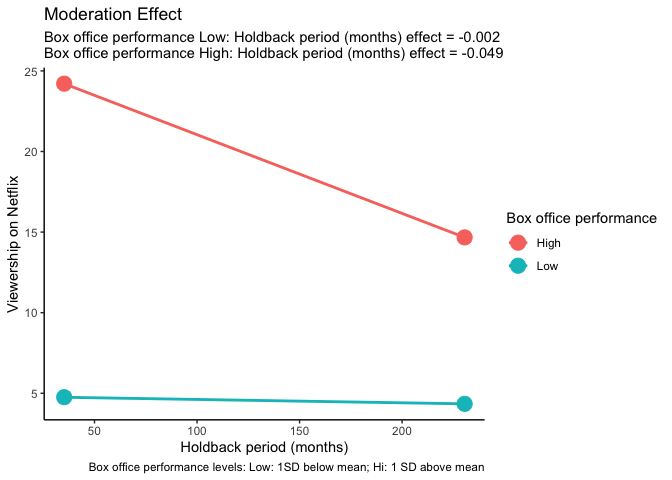 Moderation Effect
Box office performance Low: Holdback period (months) effect = -0.002
Box office performance High: Holdback period (months) effect = -0.049
25
20
15
10
5
Viewership on Netflix
50
100
150
200
Holdback period (months)
Box office performance
High
Low
Box office performance levels: Low: 1SD below mean; Hi: 1 SD above mean